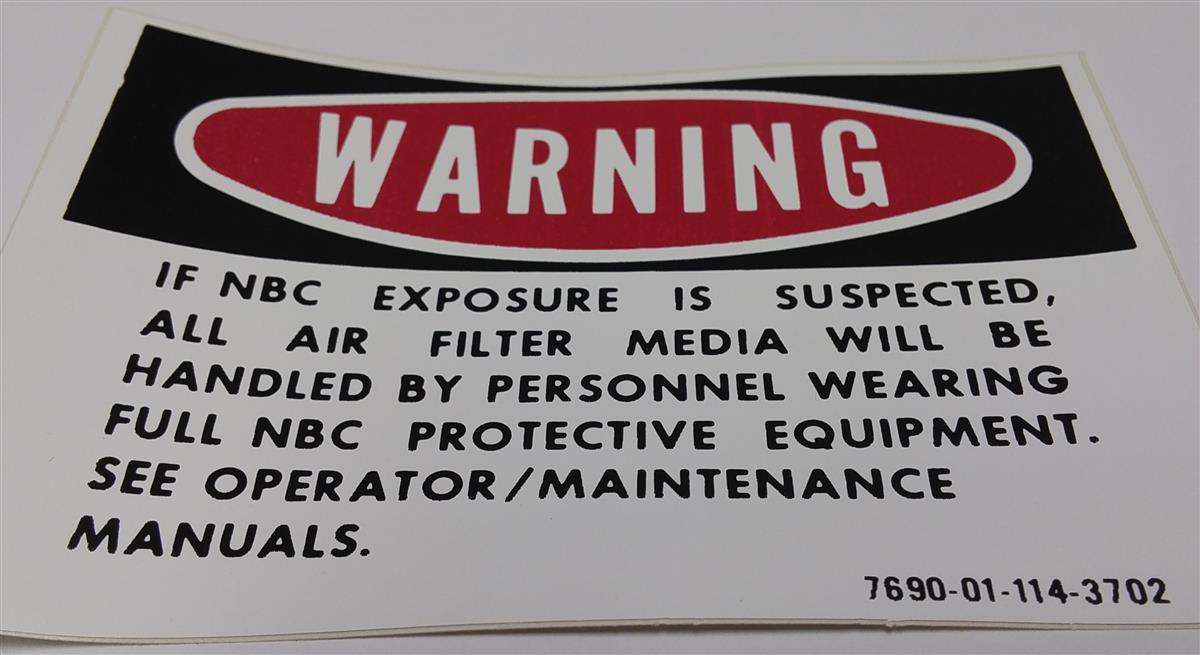 WARNING
IF NBC EXPOSURE IS SUSPECTED,
ALL AIR FILTER MEDIA WILL BE
HANDLED BY PERSONNEL WEARING
FULL NBC PROTECTIVE EQUIPMENT.
SEE OPERATOR/MAINTENANCE
MANUALS.
7690-01-114-3702